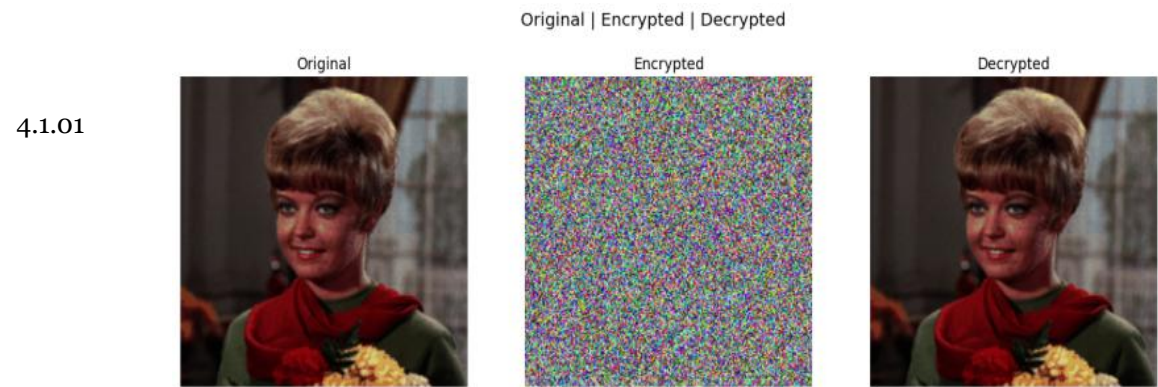 Original | Encrypted | Decrypted
Original
Encrypted
Decrypted
4.1.01